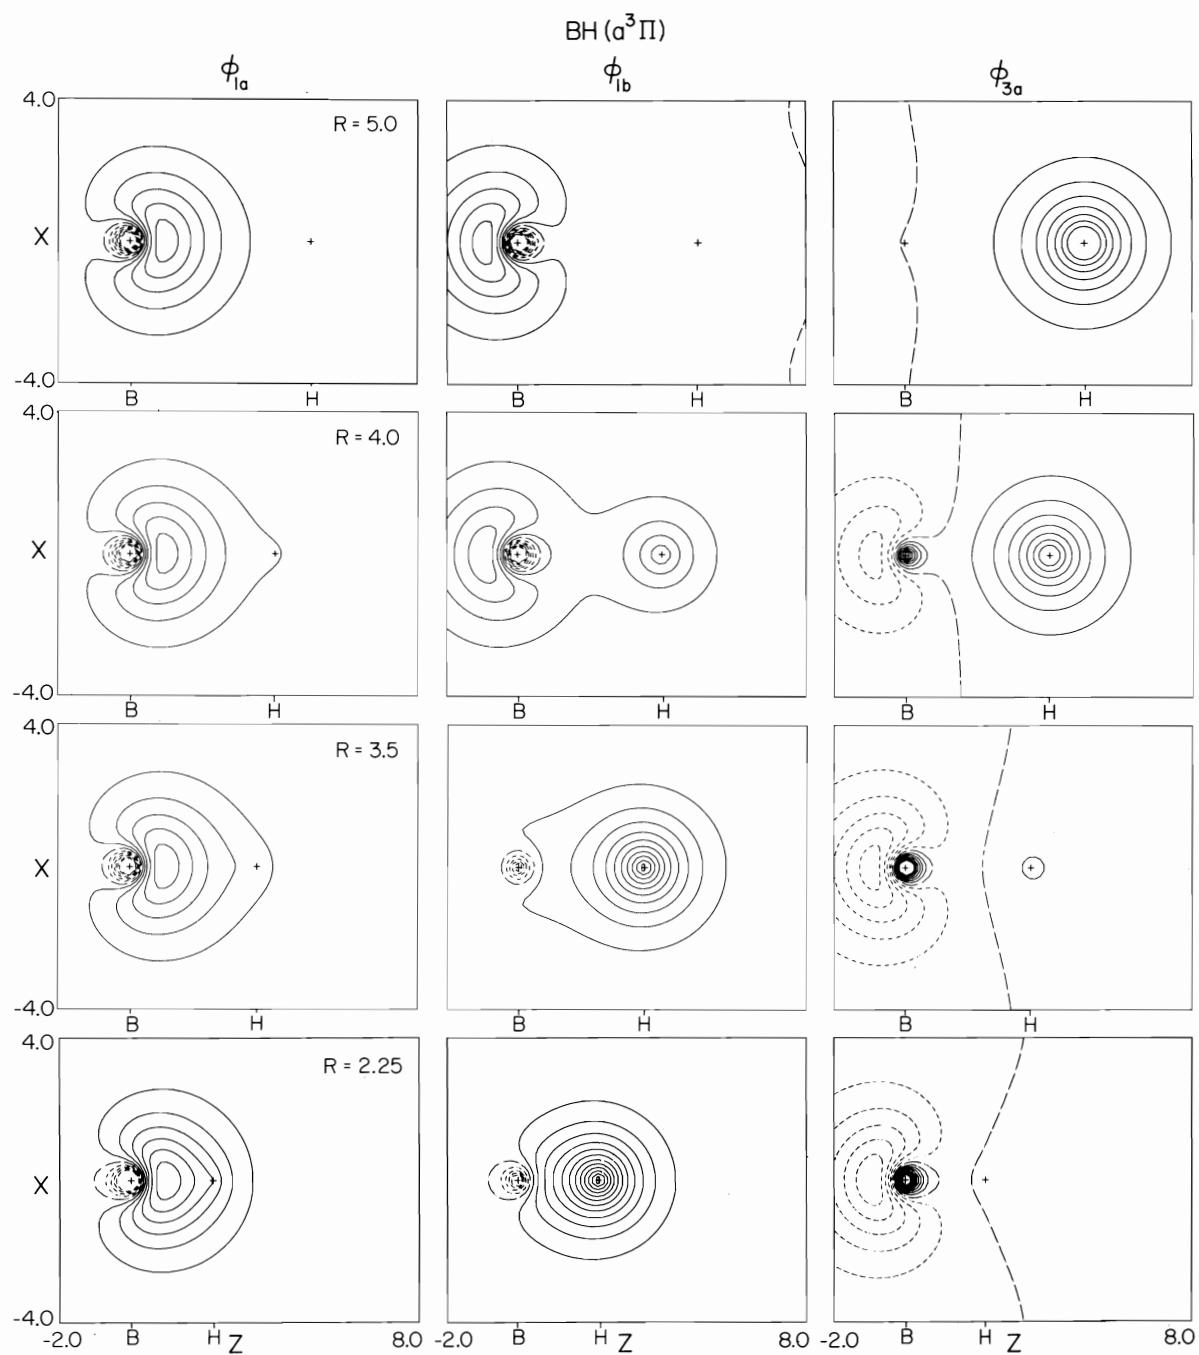 BH (a³Π)
ϕ1a ϕ1b ϕ3a
4.0
R = 5.0
X
-4.0
B H B H B H
4.0
R = 4.0
X
-4.0
B H B H B H
4.0
R = 3.5
X
-4.0
B H B H B H
4.0
R = 2.25
X
-4.0
-2.0 B H Z 8.0 -2.0 B H Z 8.0 -2.0 B H Z 8.0